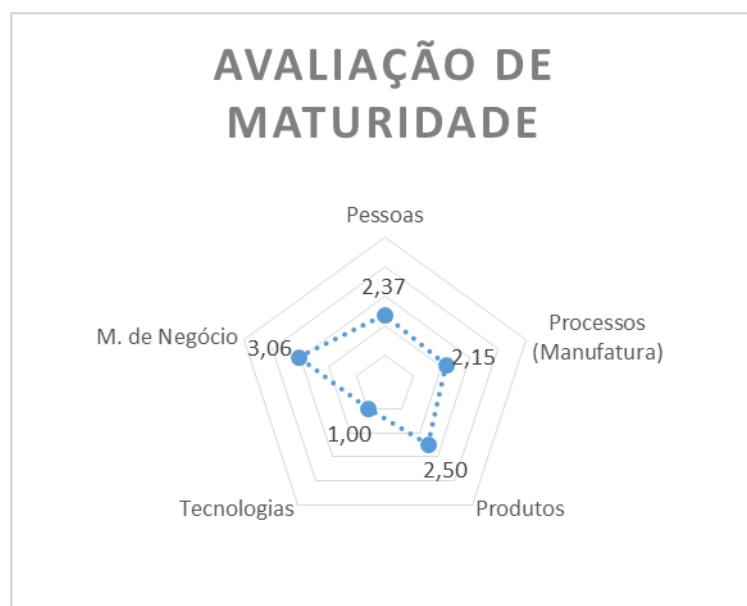 AVALIAÇÃO DE
MATURIDADE
Pessoas
2,37
M. de Negócio
3,06
Processos
(Manufatura)
2,15
1,00
2,50
Tecnologias
Produtos